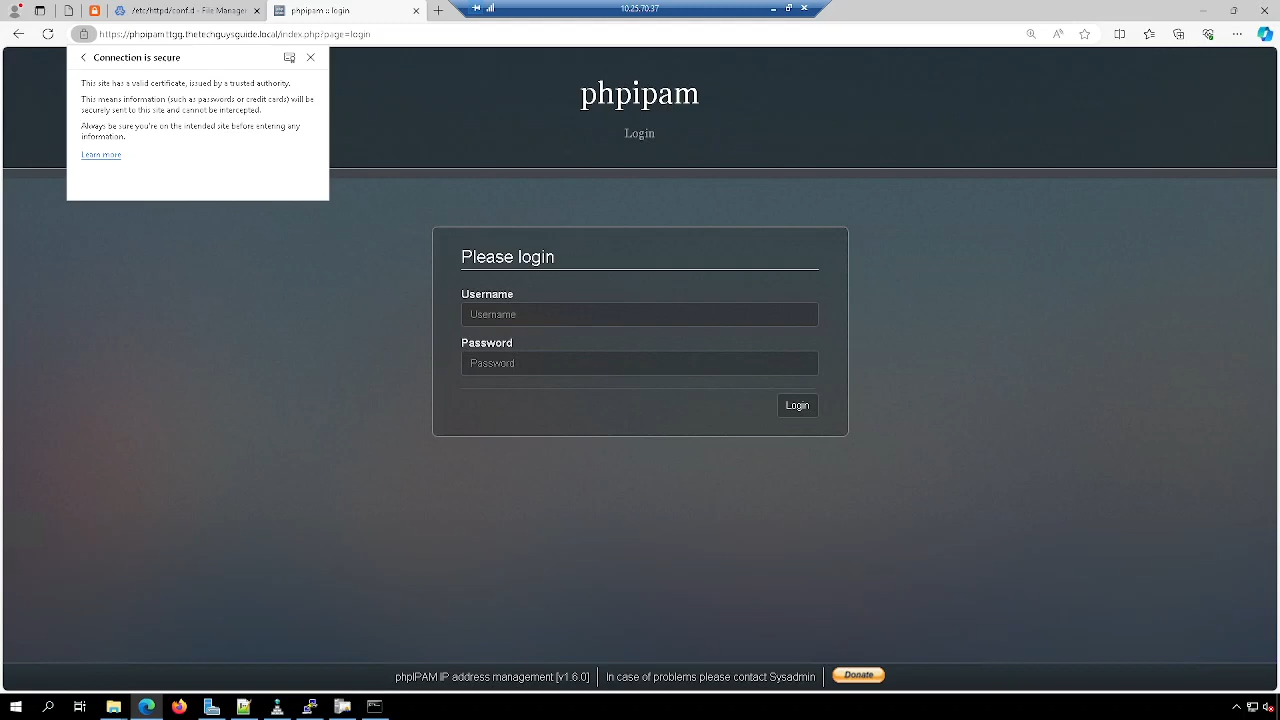 /etc/httpd/conf.d - File Manager
phpipam :: login
10.25.70.37
https://phpipam.ttgg.thetechguysguide.local/index.php?page=login
Connection is secure
This site has a valid certificate, issued by a trusted authority.
This means information (such as passwords or credit cards) will be
securely sent to this site and cannot be intercepted.
Always be sure you're on the intended site before entering any
information.
Learn more
phpipam
Login
Please login
Username
Username
Password
Password
Login
phpIPAM IP address management [v1.6.0]
In case of problems please contact Sysadmin
Donate